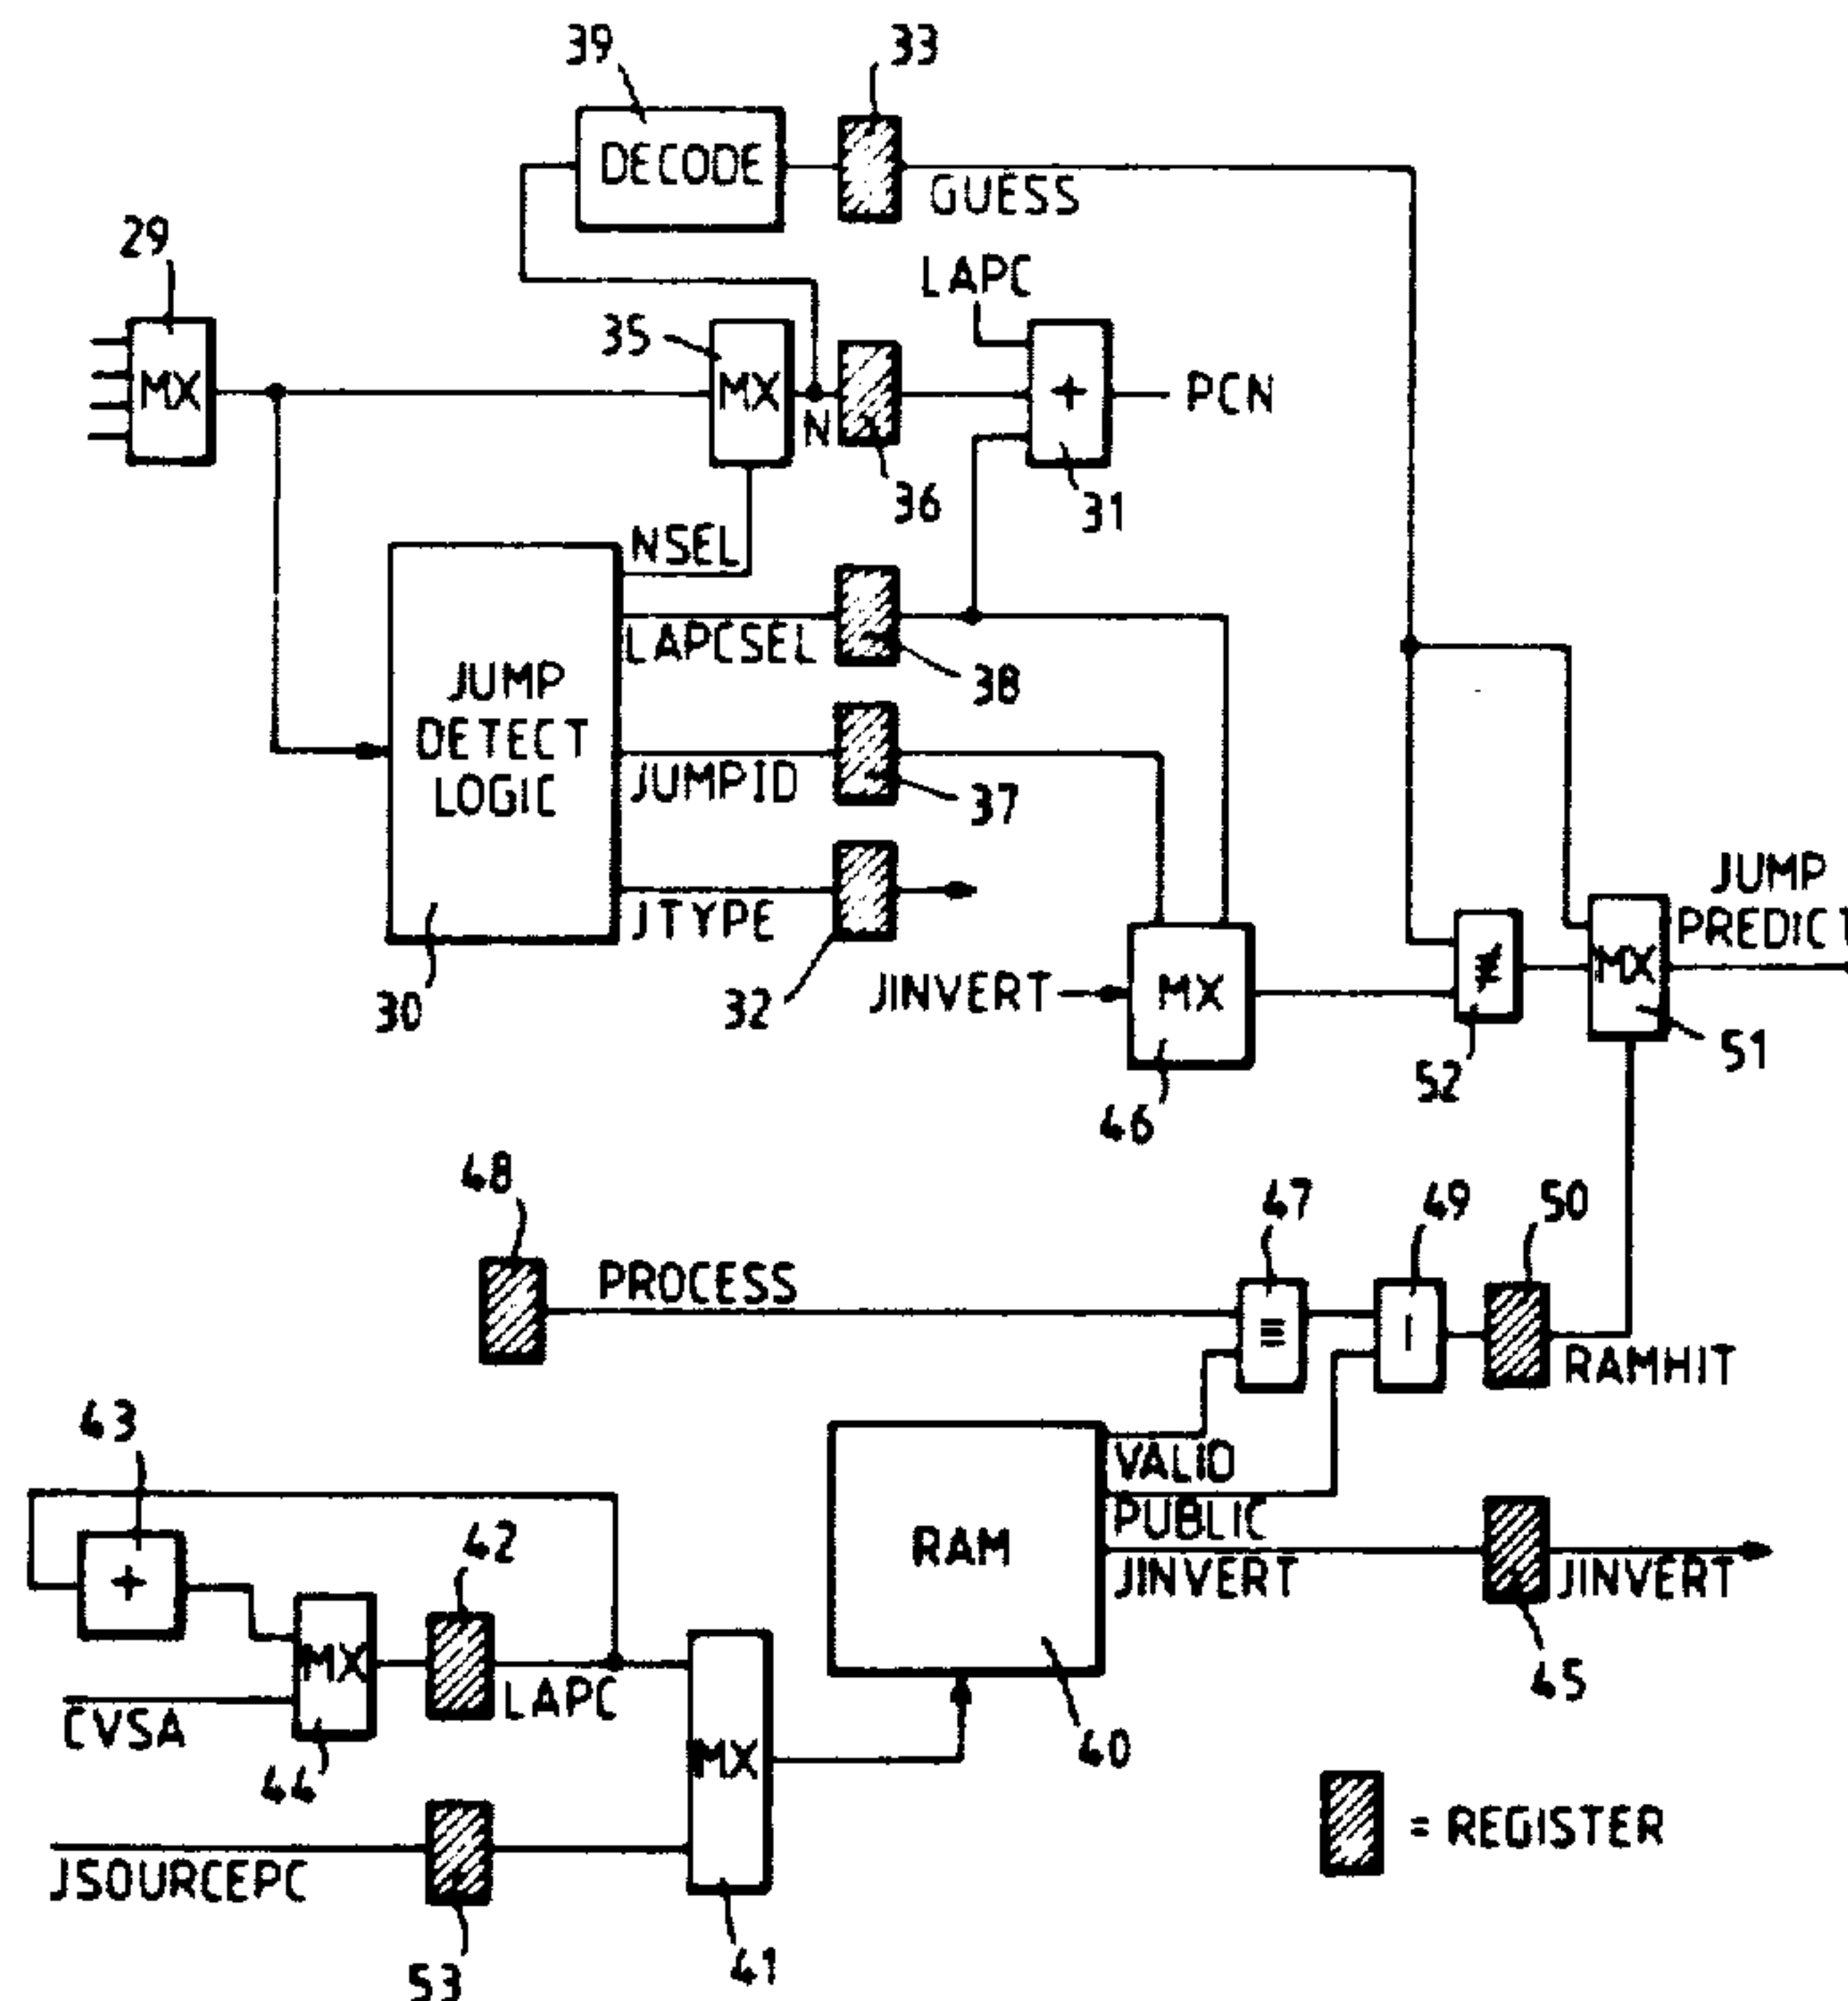 39
33
DECODE
GUESS
29
LAPC
35
MX
MX
N
+
PCN
36
31
NSEL
LAPCSEL
38
JUMP
DETECT
LOGIC
JUMPID
37
JTYPE
30
32
JINVERT
MX
46
≢
52
MX
51
JUMP
PREDICT
48
PROCESS
47
≡
49
|
50
RAMHIT
43
+
42
MX
LAPC
CVSA
44
RAM
VALID
PUBLIC
JINVERT
JINVERT
45
40
MX
JSOURCEPC
53
41
= REGISTER